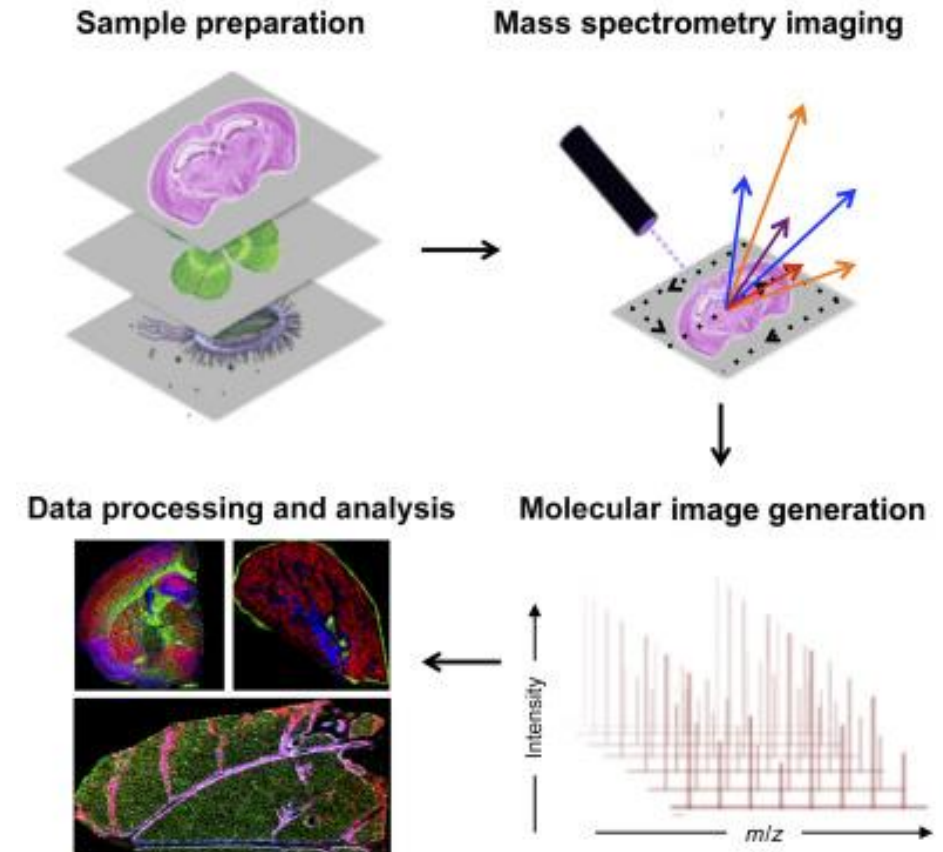 Sample preparation
Mass spectrometry imaging
Data processing and analysis
Molecular image generation
Intensity
m/z